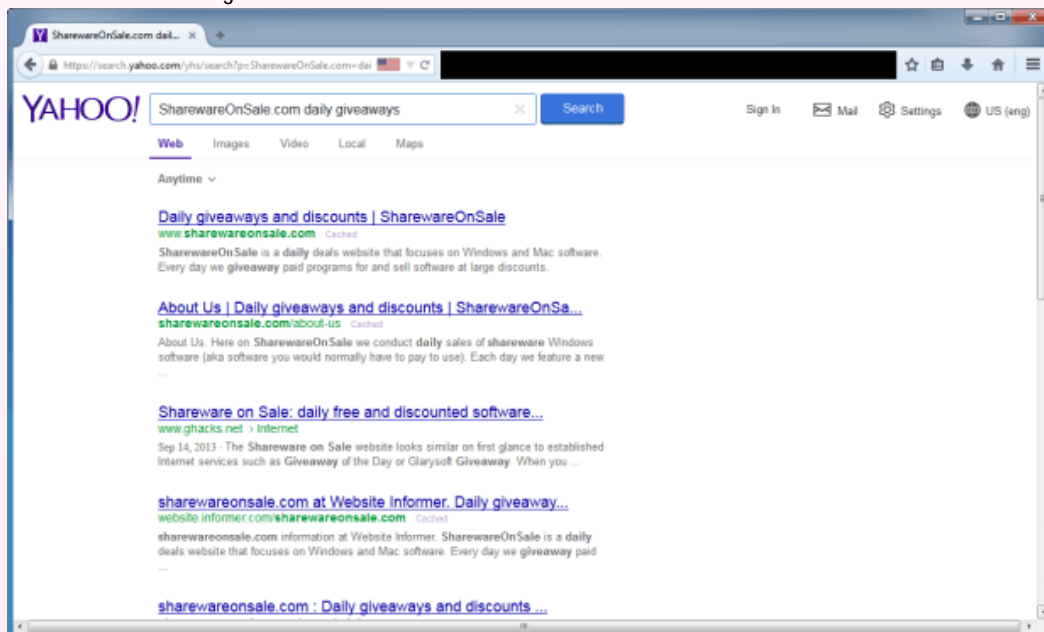 SharewareOnSale.com dail...
https://search.yahoo.com/yhs/search?p=SharewareOnSale.com+dai
YAHOO!
SharewareOnSale.com daily giveaways
Search
Sign In
Mail
Settings
US (eng)
Web Images Video Local Maps
Anytime
Daily giveaways and discounts | SharewareOnSale
www.sharewareonsale.com Cached
SharewareOnSale is a daily deals website that focuses on Windows and Mac software.
Every day we giveaway paid programs for and sell software at large discounts.
About Us | Daily giveaways and discounts | SharewareOnSa...
sharewareonsale.com/about-us Cached
About Us. Here on SharewareOnSale we conduct daily sales of shareware Windows
software (aka software you would normally have to pay to use). Each day we feature a new
...
Shareware on Sale: daily free and discounted software...
www.ghacks.net › Internet
Sep 14, 2013 · The Shareware on Sale website looks similar on first glance to established
Internet services such as Giveaway of the Day or Glarysoft Giveaway. When you ...
sharewareonsale.com at Website Informer. Daily giveaway...
website.informer.com/sharewareonsale.com Cached
sharewareonsale.com information at Website Informer. SharewareOnSale is a daily
deals website that focuses on Windows and Mac software. Every day we giveaway paid
...
sharewareonsale.com : Daily giveaways and discounts ...